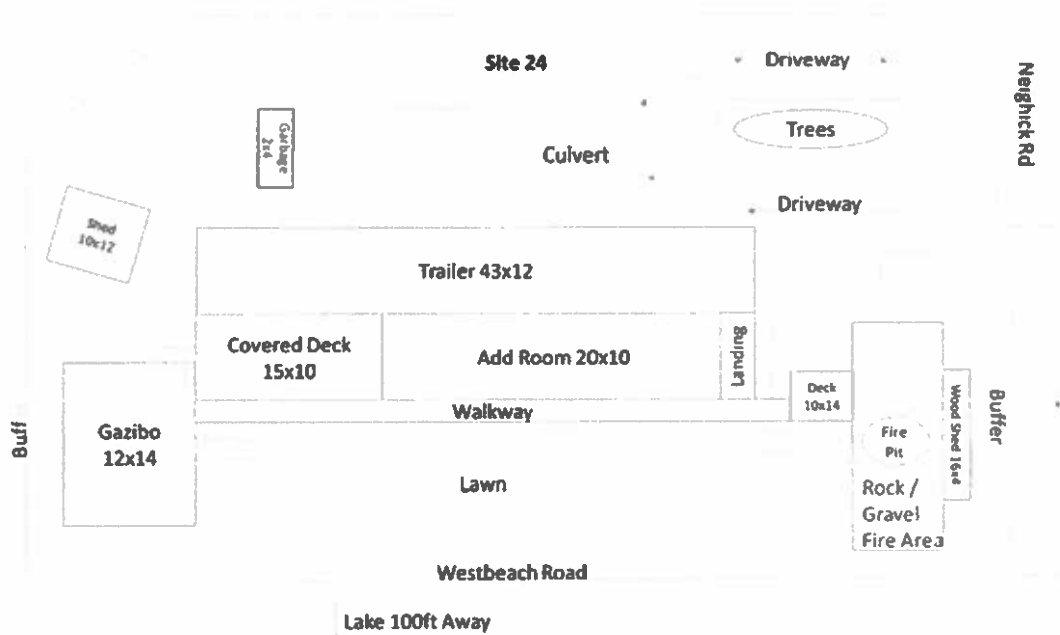 Site 24
Driveway
Neighick Rd
Trees
Garbage
2x4
Culvert
Driveway
Shed
10x12
Trailer 43x12
Covered Deck
15x10
Add Room 20x10
Landing
Deck
10x14
Walkway
Buff
Gazibo
12x14
Fire
Pit
Wood Shed 16x4
Buffer
Lawn
Rock /
Gravel
Fire Area
Westbeach Road
Lake 100ft Away